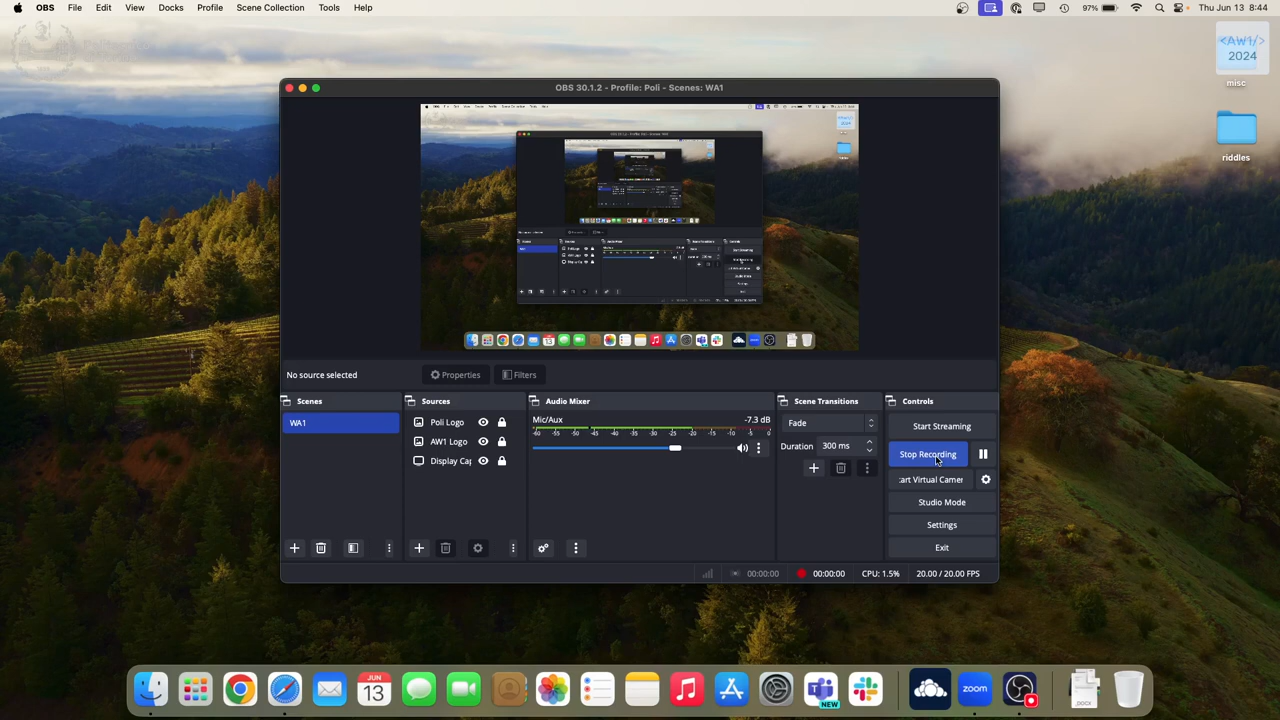 OBS File Edit View Docks Profile Scene Collection Tools Help 97% Thu Jun 13 8:44
<AW1/>
2024
misc
riddles
OBS 30.1.2 - Profile: Poli - Scenes: WA1
No source selected Properties Filters
Scenes Sources Audio Mixer Scene Transitions Controls
WA1
Poli Logo
AW1 Logo
Display Cap
Mic/Aux -7.3 dB
-60 -55 -50 -45 -40 -35 -30 -25 -20 -15 -10 -5 0
Fade
Duration 300 ms
Start Streaming
Stop Recording
art Virtual Camer
Studio Mode
Settings
Exit
00:00:00 00:00:00 CPU: 1.5% 20.00 / 20.00 FPS
JUN
13
NEW
zoom
.DOCX